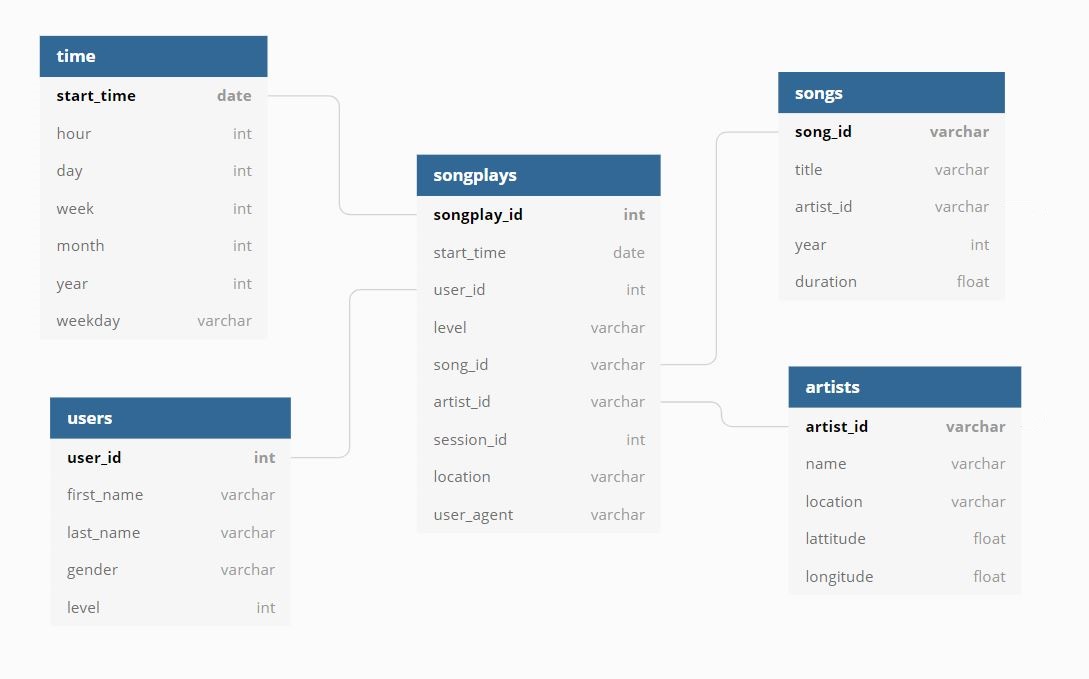 time
start_time date
hour int
day int
week int
month int
year int
weekday varchar
users
user_id int
first_name varchar
last_name varchar
gender varchar
level int
songplays
songplay_id int
start_time date
user_id int
level varchar
song_id varchar
artist_id varchar
session_id int
location varchar
user_agent varchar
songs
song_id varchar
title varchar
artist_id varchar
year int
duration float
artists
artist_id varchar
name varchar
location varchar
lattitude float
longitude float